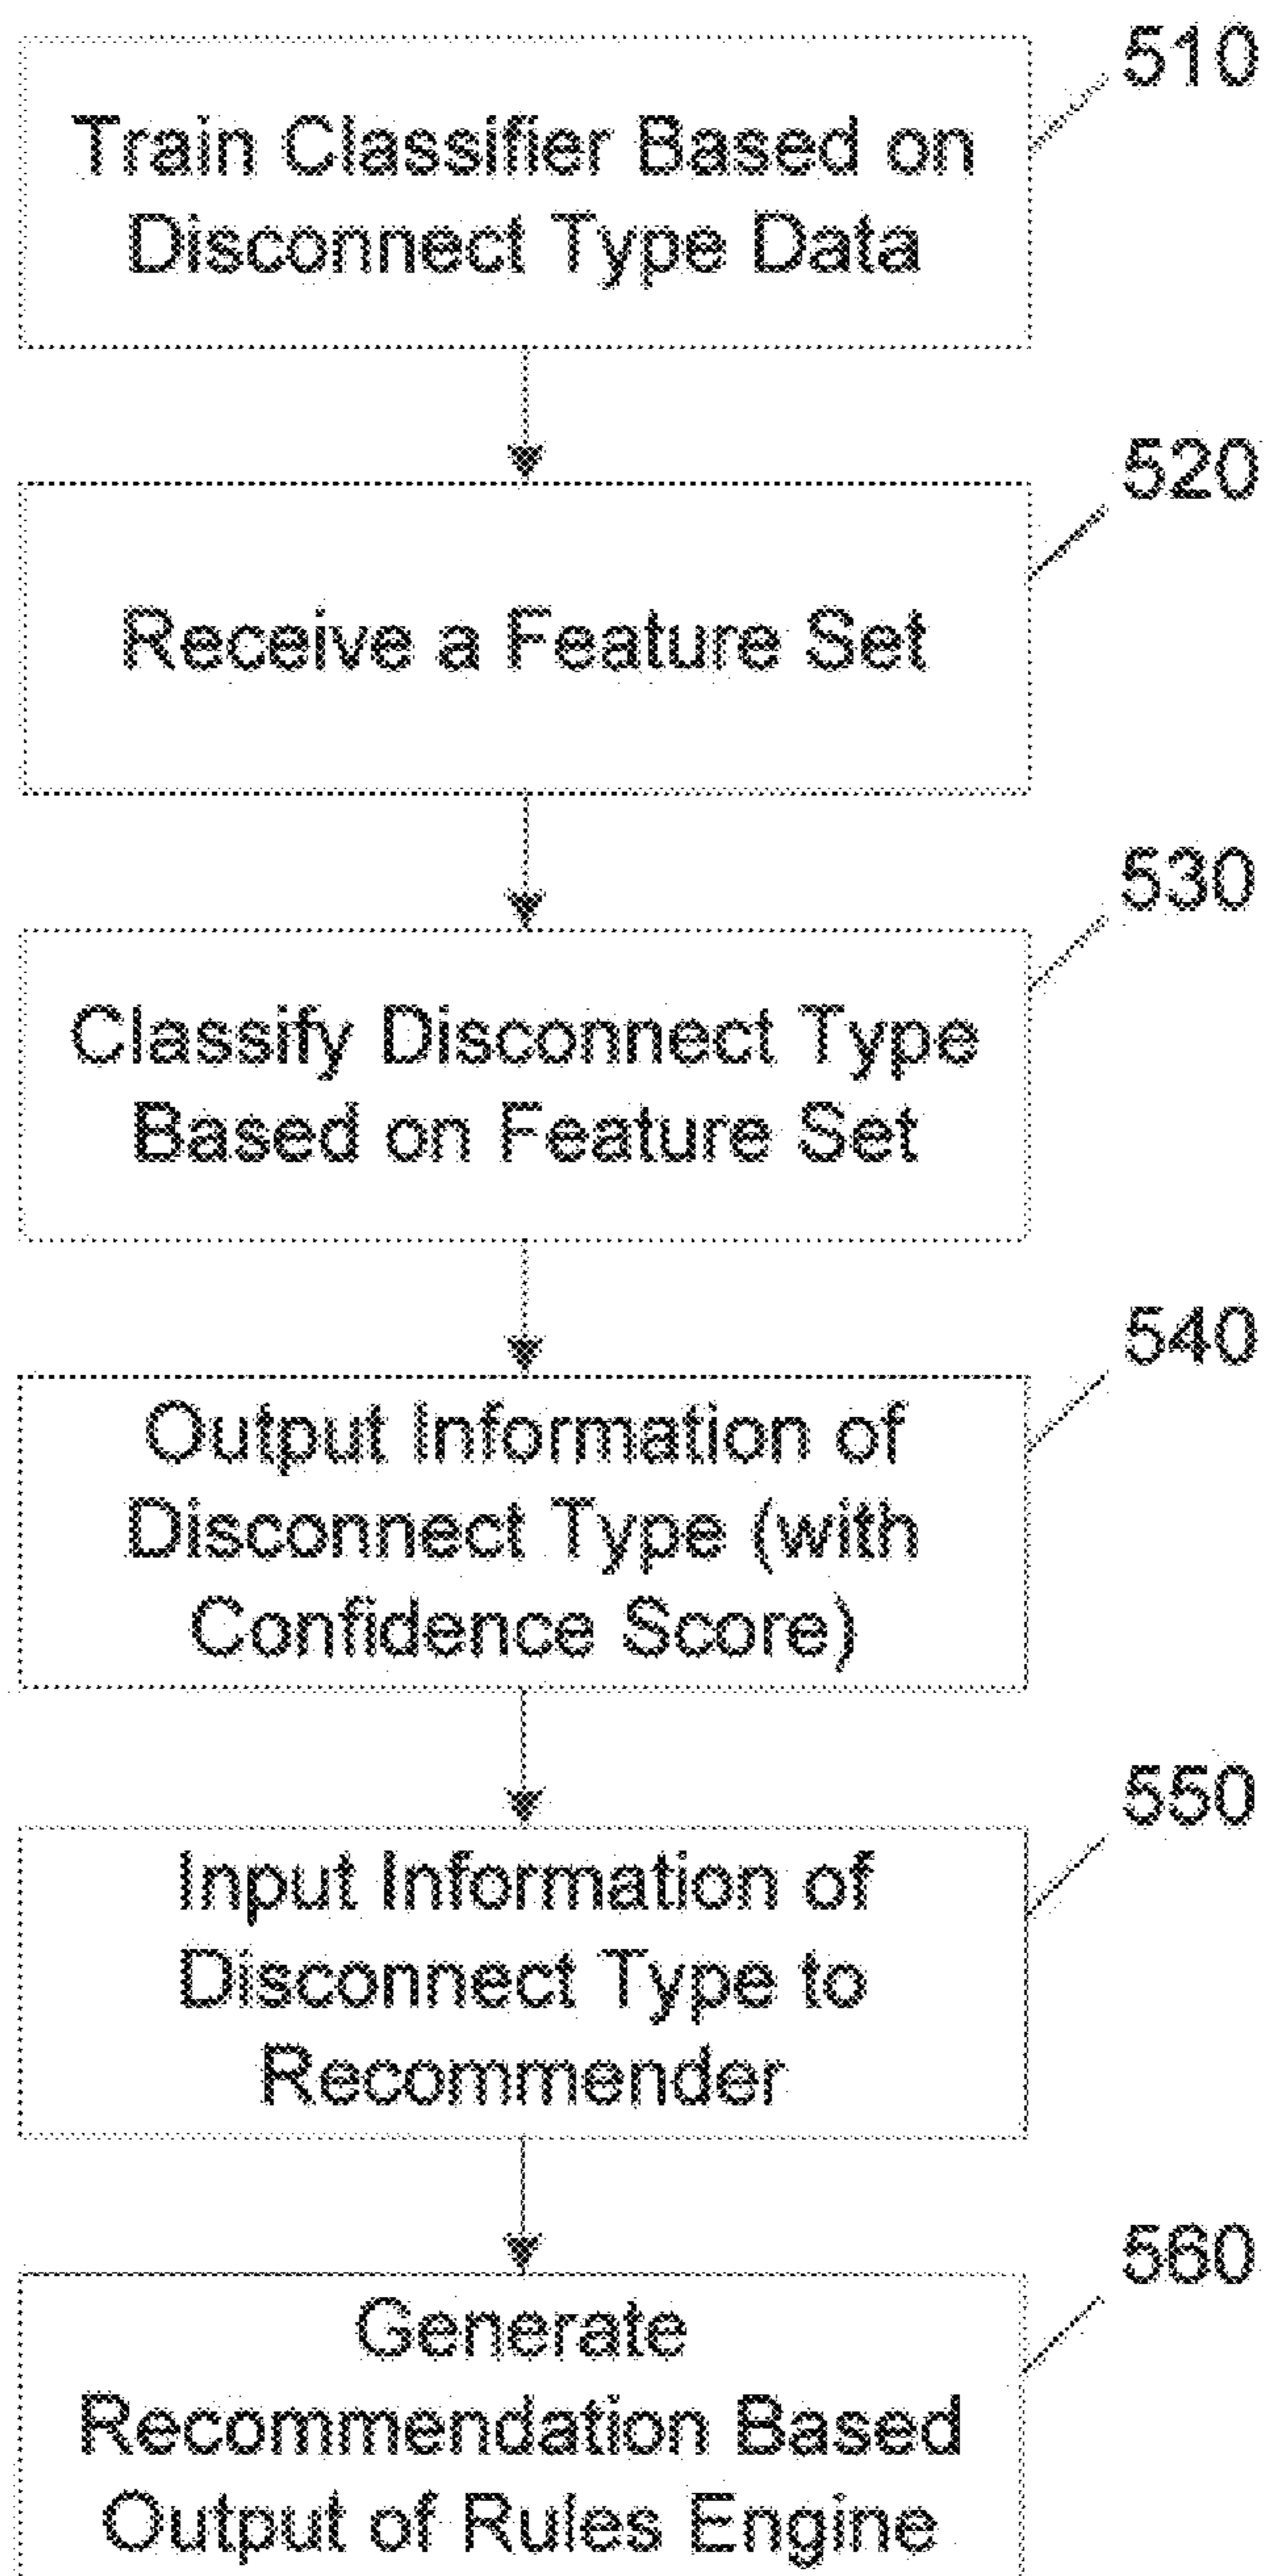 510
Train Classifier Based on
Disconnect Type Data
520
Receive a Feature Set
530
Classify Disconnect Type
Based on Feature Set
540
Output Information of
Disconnect Type (with
Confidence Score)
550
Input Information of
Disconnect Type to
Recommender
560
Generate
Recommendation Based
Output of Rules Engine